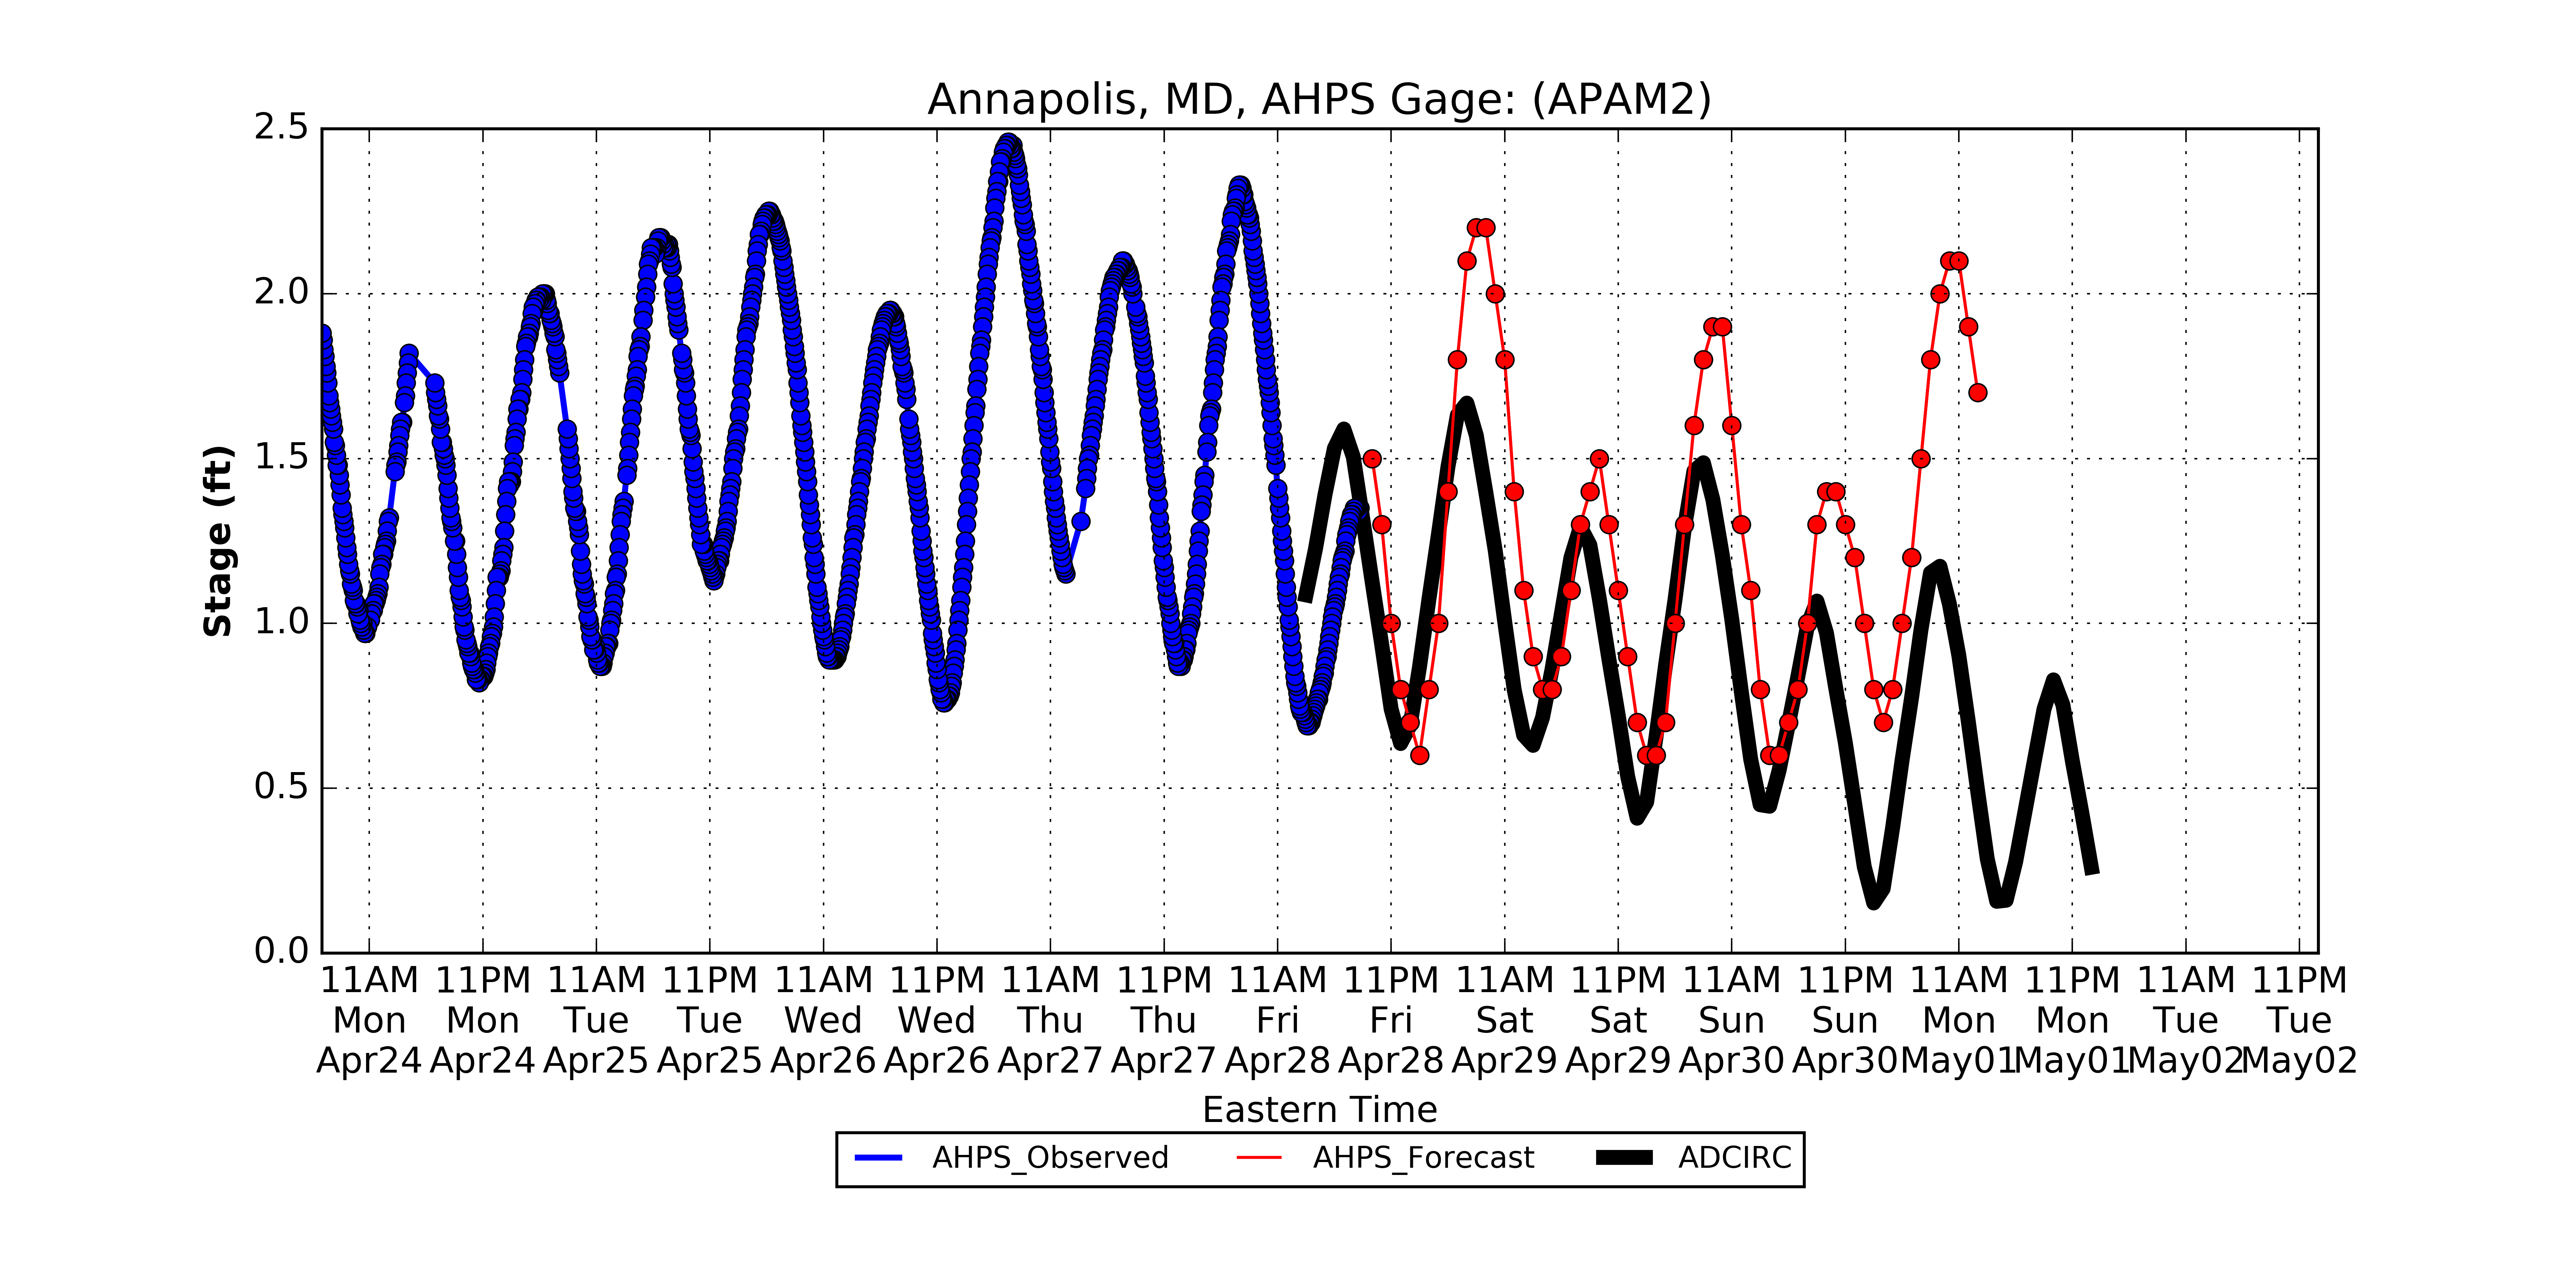 Annapolis, MD, AHPS Gage: (APAM2)
Stage (ft)
2.5
2.0
1.5
1.0
0.5
0.0
11AM 11PM 11AM 11PM 11AM 11PM 11AM 11PM 11AM 11PM 11AM 11PM 11AM 11PM 11AM 11PM 11AM 11PM
Mon Mon Tue Tue Wed Wed Thu Thu Fri Fri Sat Sat Sun Sun Mon Mon Tue Tue
Apr24 Apr24 Apr25 Apr25 Apr26 Apr26 Apr27 Apr27 Apr28 Apr28 Apr29 Apr29 Apr30 Apr30 May01 May01 May02 May02
Eastern Time
AHPS_Observed AHPS_Forecast ADCIRC